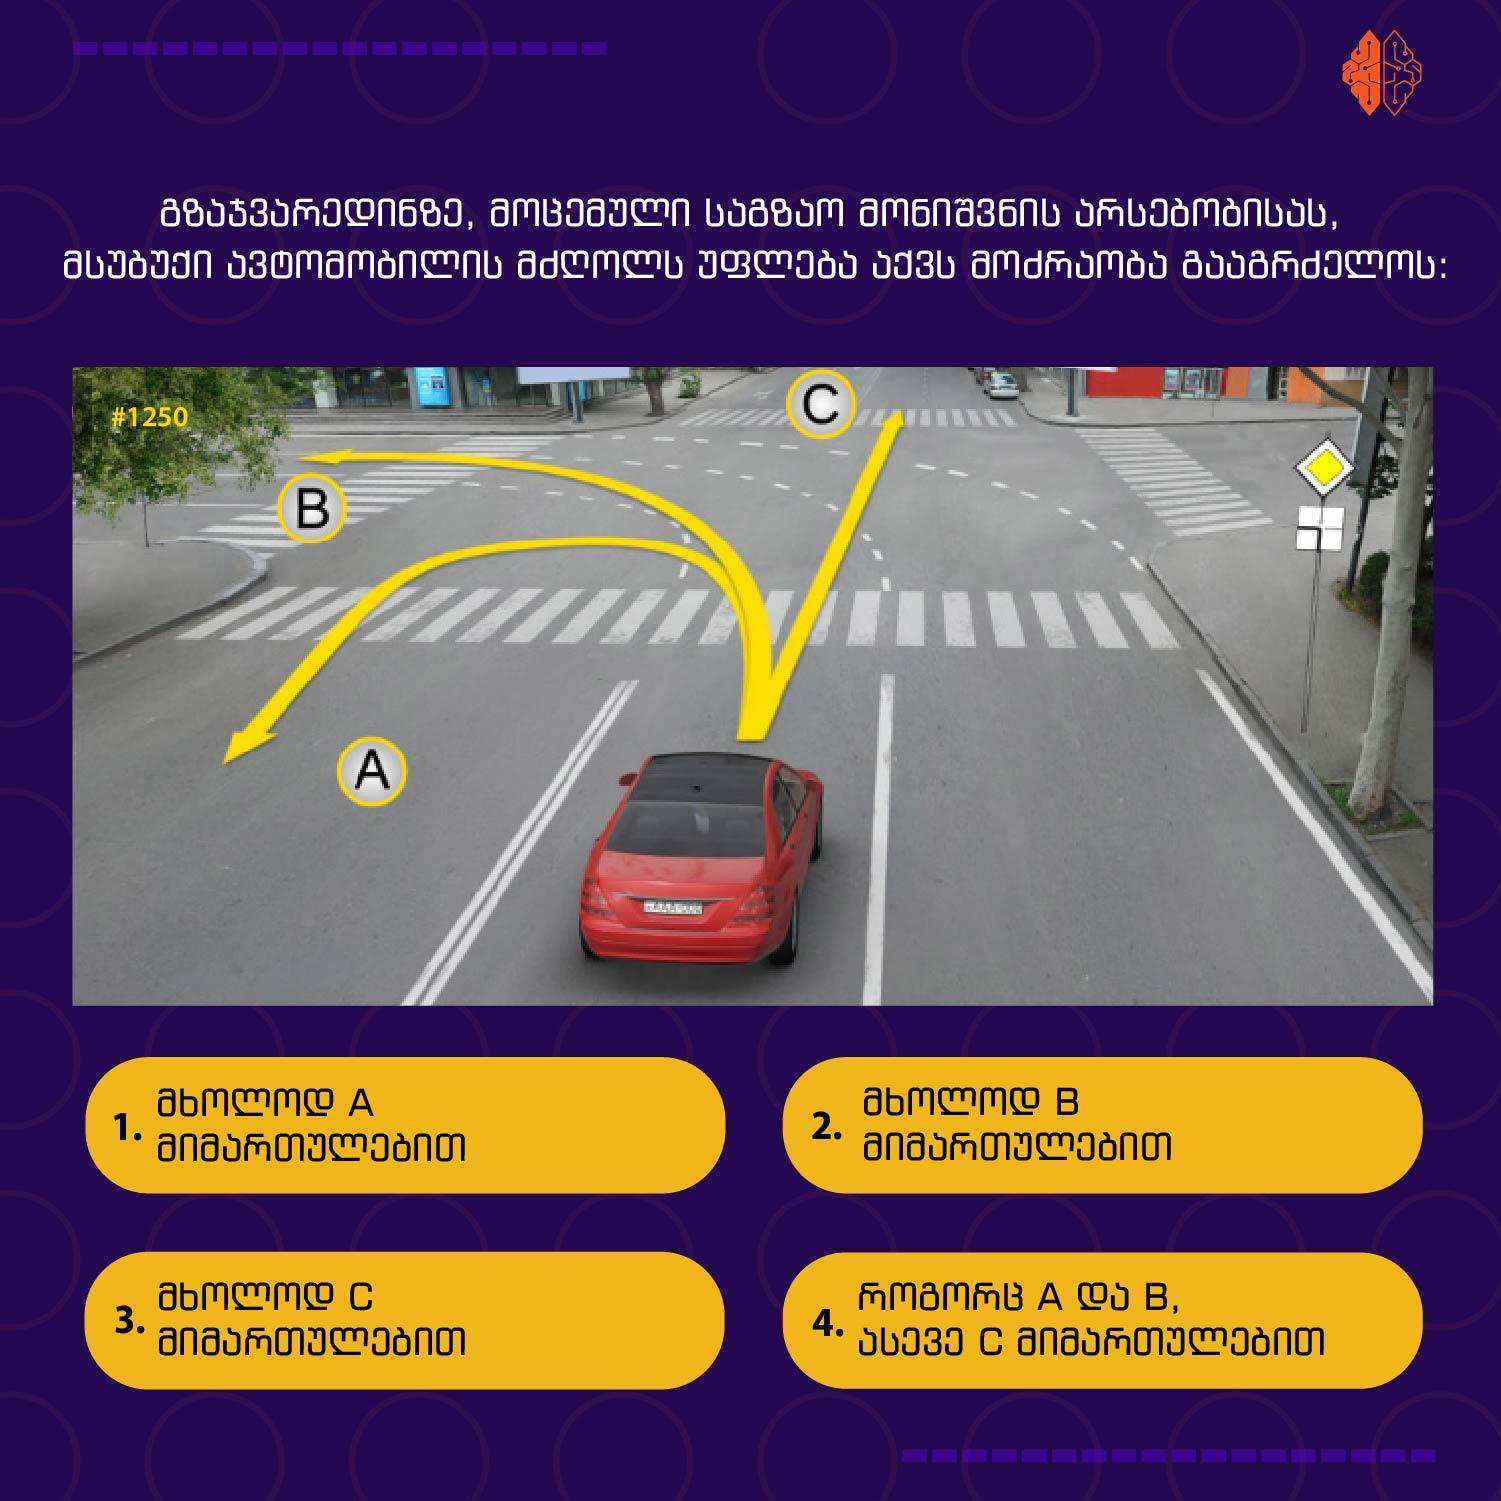 გზაჯვარედინზე, მოცემული საგზაო მონიშვნის არსებობისას,
მსუბუქი ავტომობილის მძღოლს უფლება აქვს მოძრაობა გააგრძელოს:
#1250
C
B
A
1. მხოლოდ A
მიმართულებით
2. მხოლოდ B
მიმართულებით
3. მხოლოდ C
მიმართულებით
4. როგორც A და B,
ასევე C მიმართულებით